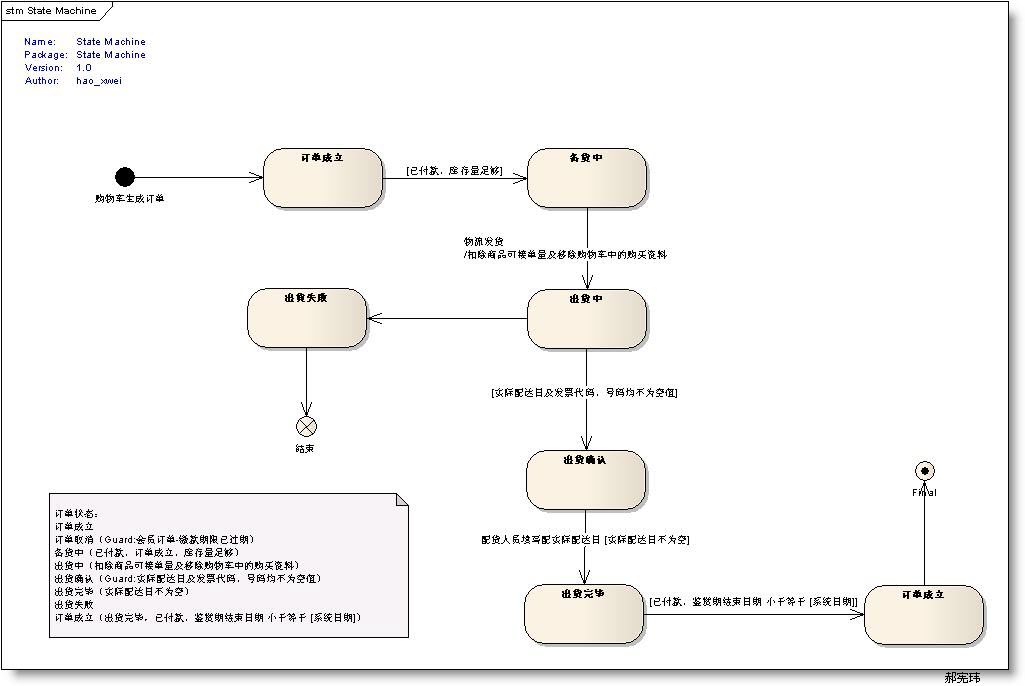 stm State Machine
Name: State Machine
Package: State Machine
Version: 1.0
Author: hao_xwei
购物车生成订单
订单成立
[已付款，库存量足够]
备货中
物流发货
/扣除商品可接单量及移除购物车中的购买资料
出货失败
出货中
[实际配送日及发票代码，号码均不为空值]
结束
出货确认
Final
配货人员填写配实际配送日 [实际配送日不为空]
出货完毕
[已付款，鉴赏期结束日期 小于等于 [系统日期]]
订单成立
订单状态：
订单成立
订单取消（Guard:会员订单-缴款期限已过期）
备货中（已付款，订单成立，库存量足够）
出货中（扣除商品可接单量及移除购物车中的购买资料）
出货确认（Guard:实际配送日及发票代码，号码均不为空值）
出货完毕（实际配送日不为空）
出货失败
订单成立（出货完毕，已付款，鉴赏期结束日期 小于等于 [系统日期]）
郝宪玮